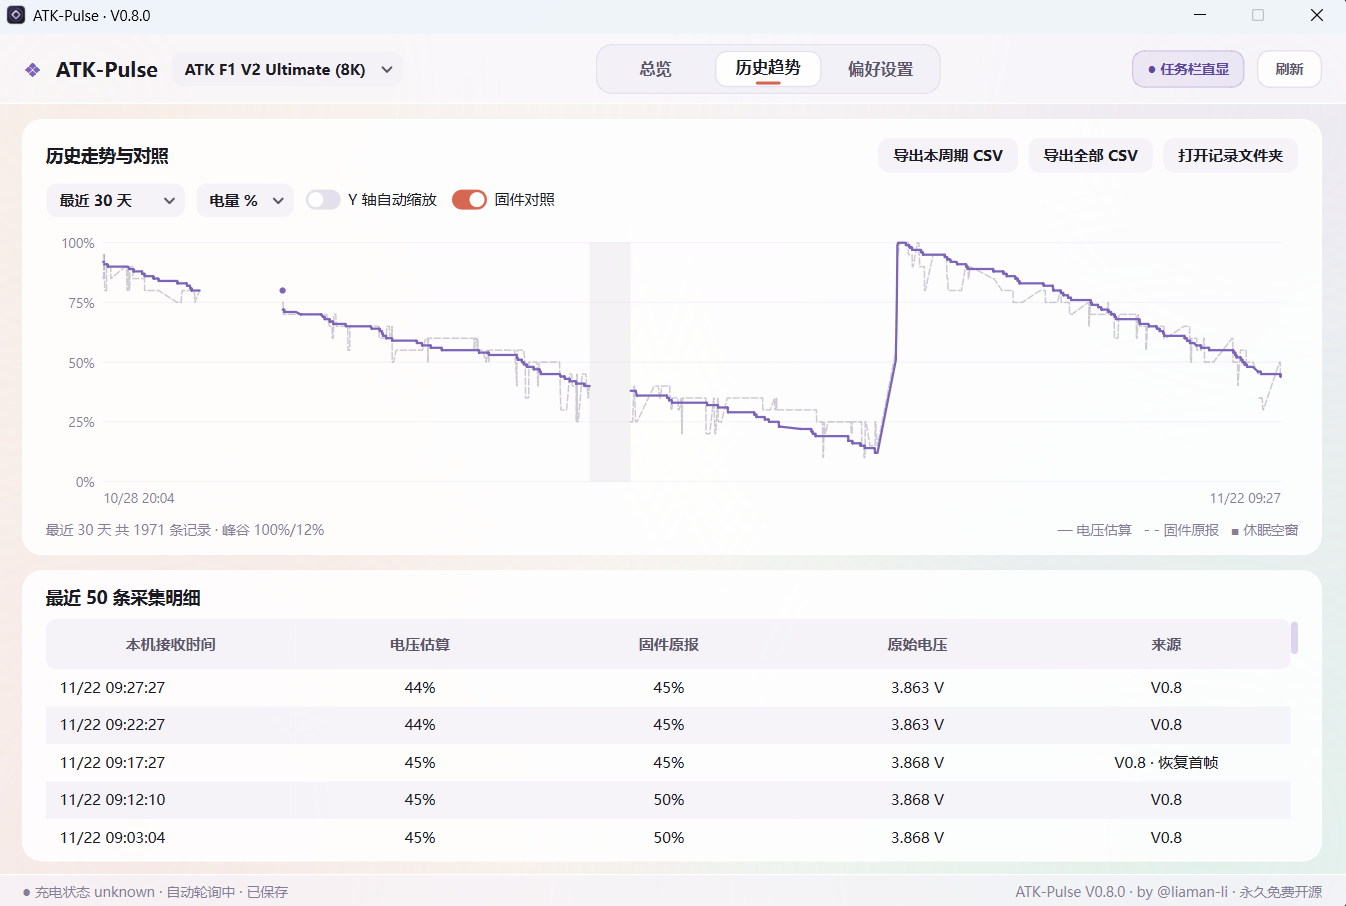 ATK-Pulse · V0.8.0
ATK-Pulse
ATK F1 V2 Ultimate (8K)
总览
历史趋势
偏好设置
任务栏直显
刷新
历史走势与对照
导出本周期 CSV
导出全部 CSV
打开记录文件夹
最近 30 天
电量 %
Y 轴自动缩放
固件对照
100%
75%
50%
25%
0%
10/28 20:04
11/22 09:27
最近 30 天 共 1971 条记录 · 峰谷 100%/12%
— 电压估算
- - 固件原报
■ 休眠空窗
最近 50 条采集明细
本机接收时间 电压估算 固件原报 原始电压 来源
11/22 09:27:27 44% 45% 3.863 V V0.8
11/22 09:22:27 44% 45% 3.863 V V0.8
11/22 09:17:27 45% 45% 3.868 V V0.8 · 恢复首帧
11/22 09:12:10 45% 50% 3.868 V V0.8
11/22 09:03:04 45% 50% 3.868 V V0.8
● 充电状态 unknown · 自动轮询中 · 已保存
ATK-Pulse V0.8.0 · by @liaman-li · 永久免费开源